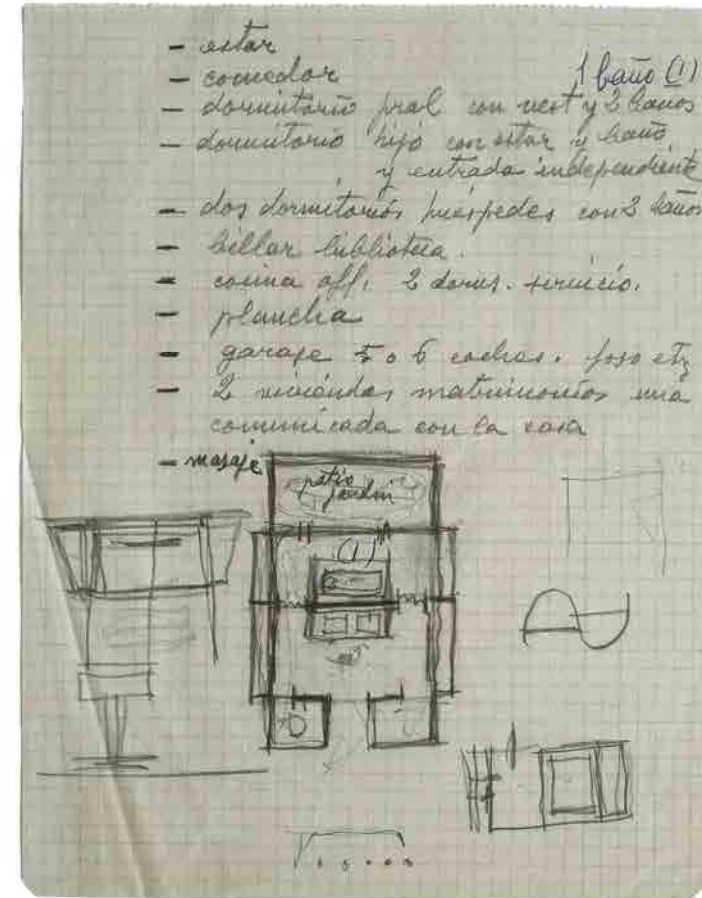 - estar
- comedor
1 baño (1)
- dormitorio pral con vest y 2 baños
- dormitorio hijo con estar y baño
y entrada independiente
- dos dormitorios huéspedes con 2 baños
- billar biblioteca.
- cocina off. 2 dorm. servicio.
- plancha
- garaje 5 o 6 coches. foso etz
- 2 viviendas matrimonios una
comunicada con la casa
- masaje
patio
jardin
(1)